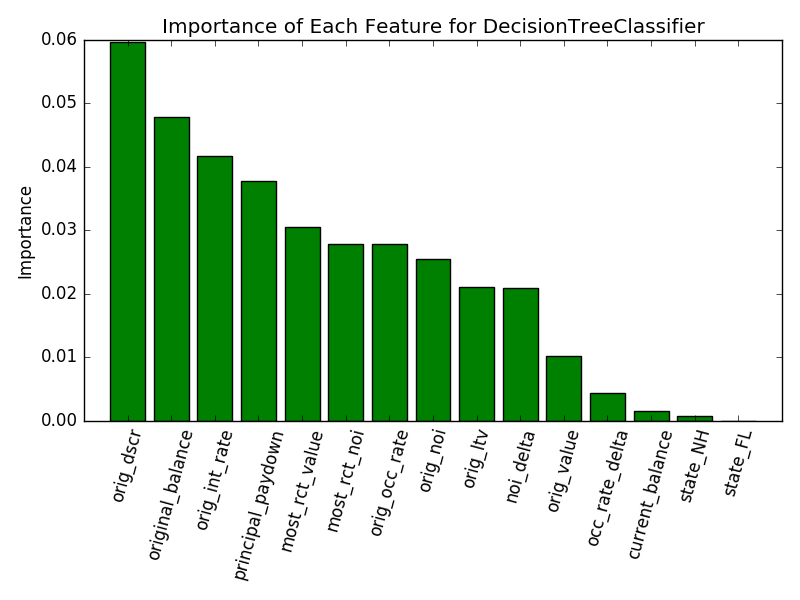 Importance of Each Feature for DecisionTreeClassifier
0.06
0.05
0.04
0.03
0.02
0.01
0.00
Importance
orig_dscr
original_balance
orig_int_rate
principal_paydown
most_rct_value
most_rct_noi
orig_occ_rate
orig_noi
orig_ltv
noi_delta
orig_value
occ_rate_delta
current_balance
state_NH
state_FL